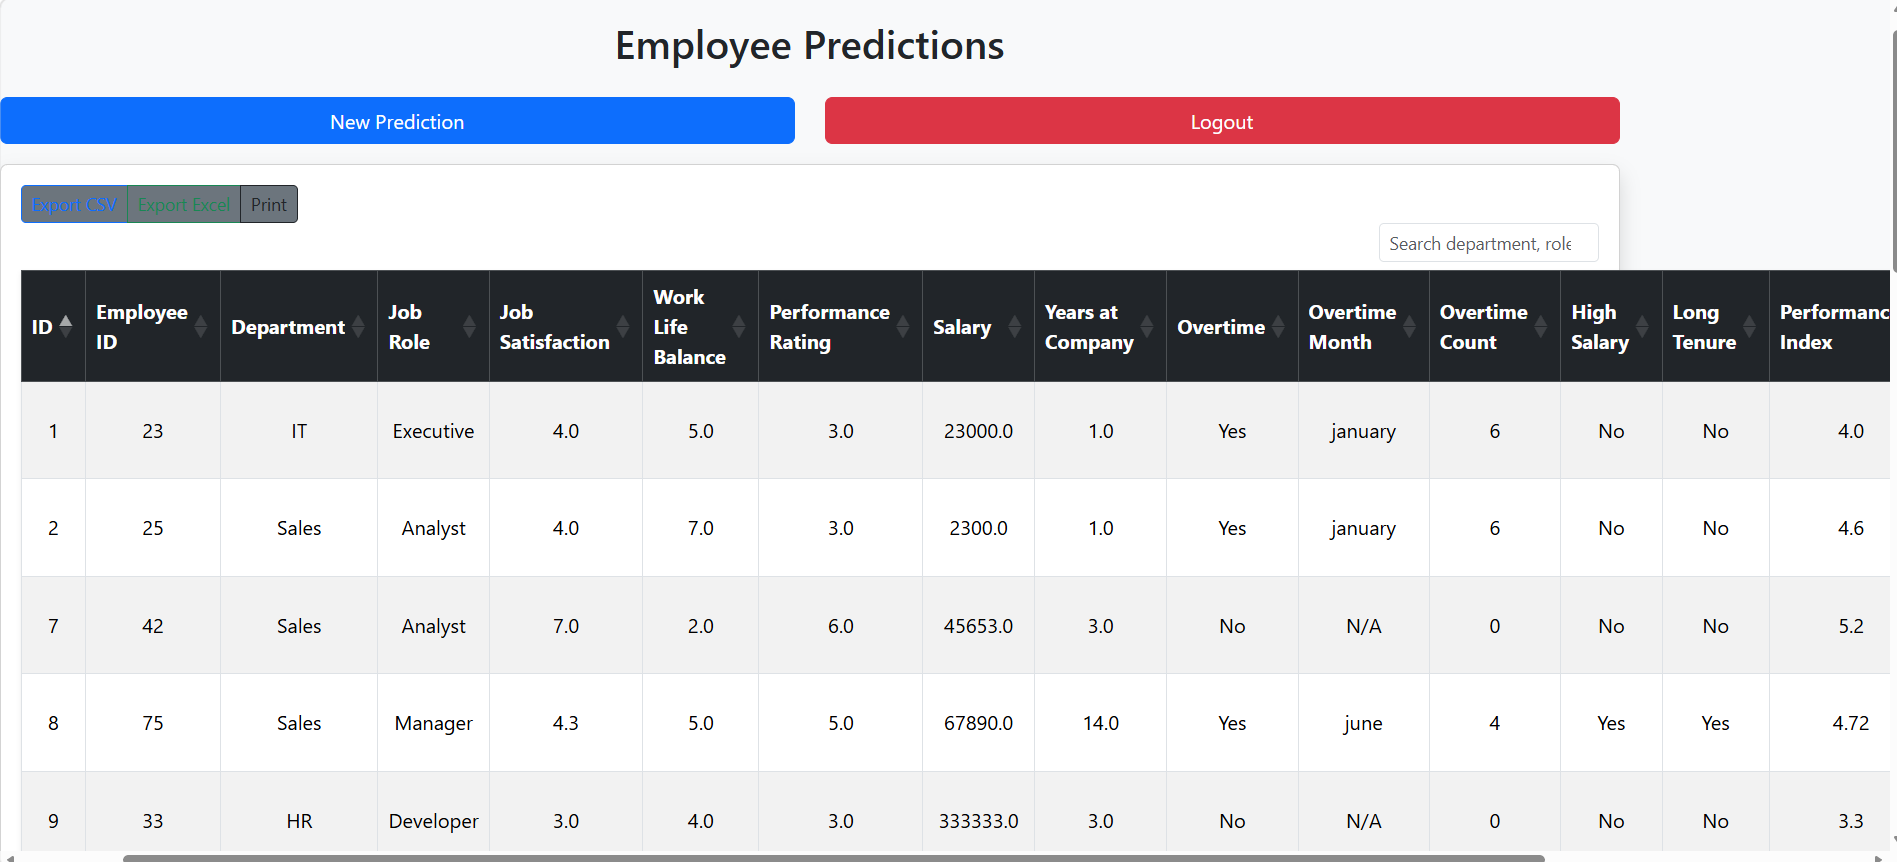 Employee Predictions
New Prediction Logout
Export CSV Export Excel Print
Search department, role
ID Employee ID Department Job Role Job Satisfaction Work Life Balance Performance Rating Salary Years at Company Overtime Overtime Month Overtime Count High Salary Long Tenure Performanc Index
1 23 IT Executive 4.0 5.0 3.0 23000.0 1.0 Yes january 6 No No 4.0
2 25 Sales Analyst 4.0 7.0 3.0 2300.0 1.0 Yes january 6 No No 4.6
7 42 Sales Analyst 7.0 2.0 6.0 45653.0 3.0 No N/A 0 No No 5.2
8 75 Sales Manager 4.3 5.0 5.0 67890.0 14.0 Yes june 4 Yes Yes 4.72
9 33 HR Developer 3.0 4.0 3.0 333333.0 3.0 No N/A 0 No No 3.3